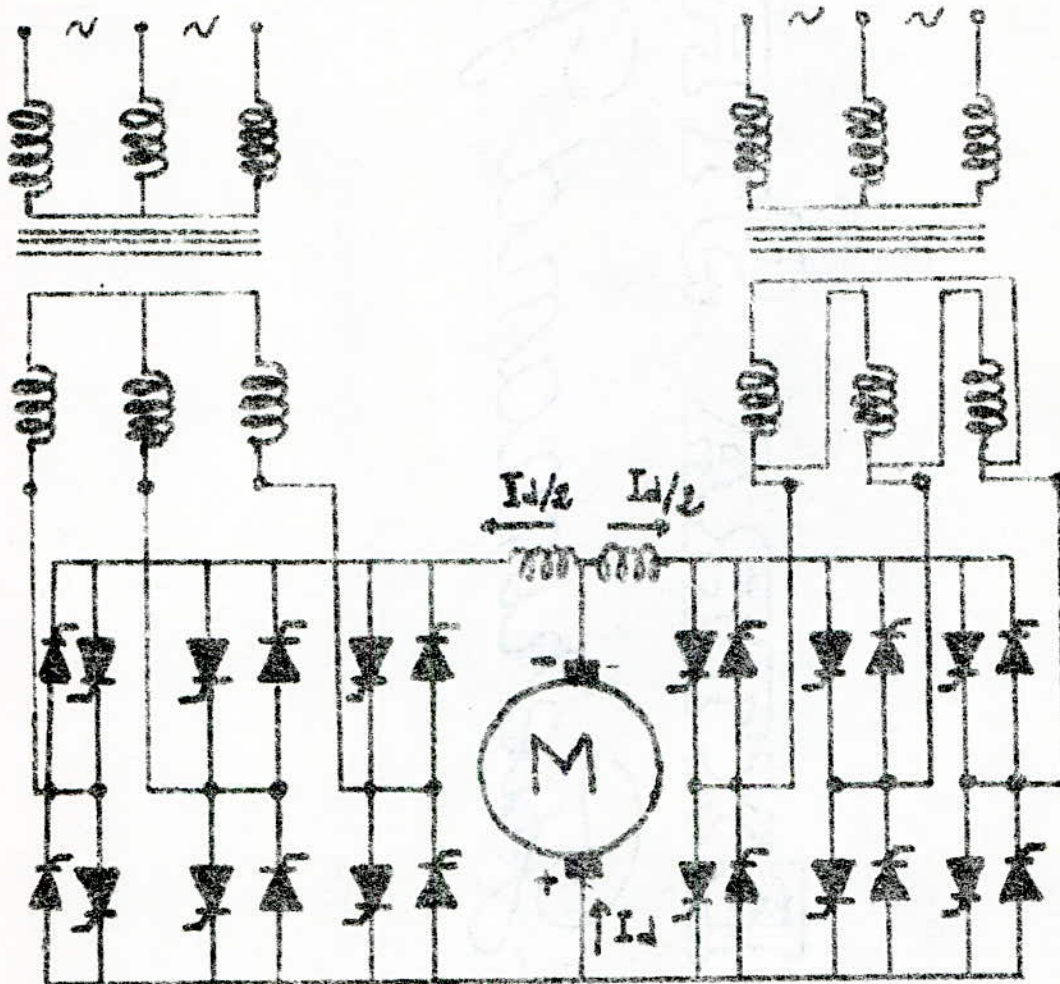 ~ ~ ~ ~
Id/2 Id/2
- -
M
+
Id